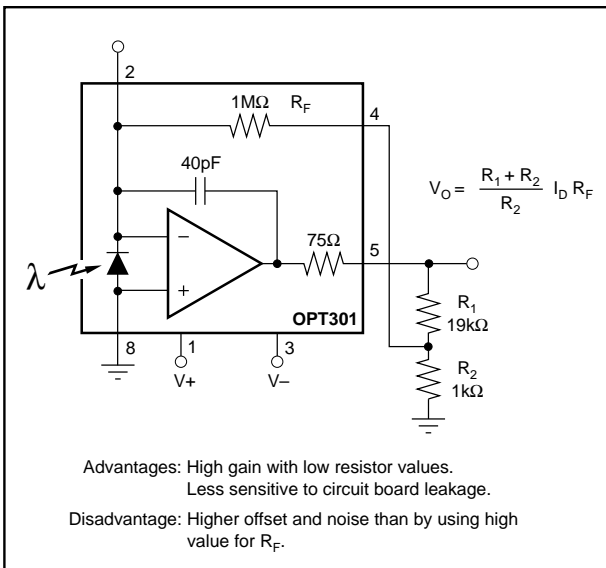 2
1MΩ R_F
4
40pF
V_O = (R_1 + R_2) / R_2 I_D R_F
−
75Ω
5
λ
+
R_1
19kΩ
OPT301
8
1
3
V+
V−
R_2
1kΩ
Advantages: High gain with low resistor values.
Less sensitive to circuit board leakage.
Disadvantage: Higher offset and noise than by using high
value for R_F.